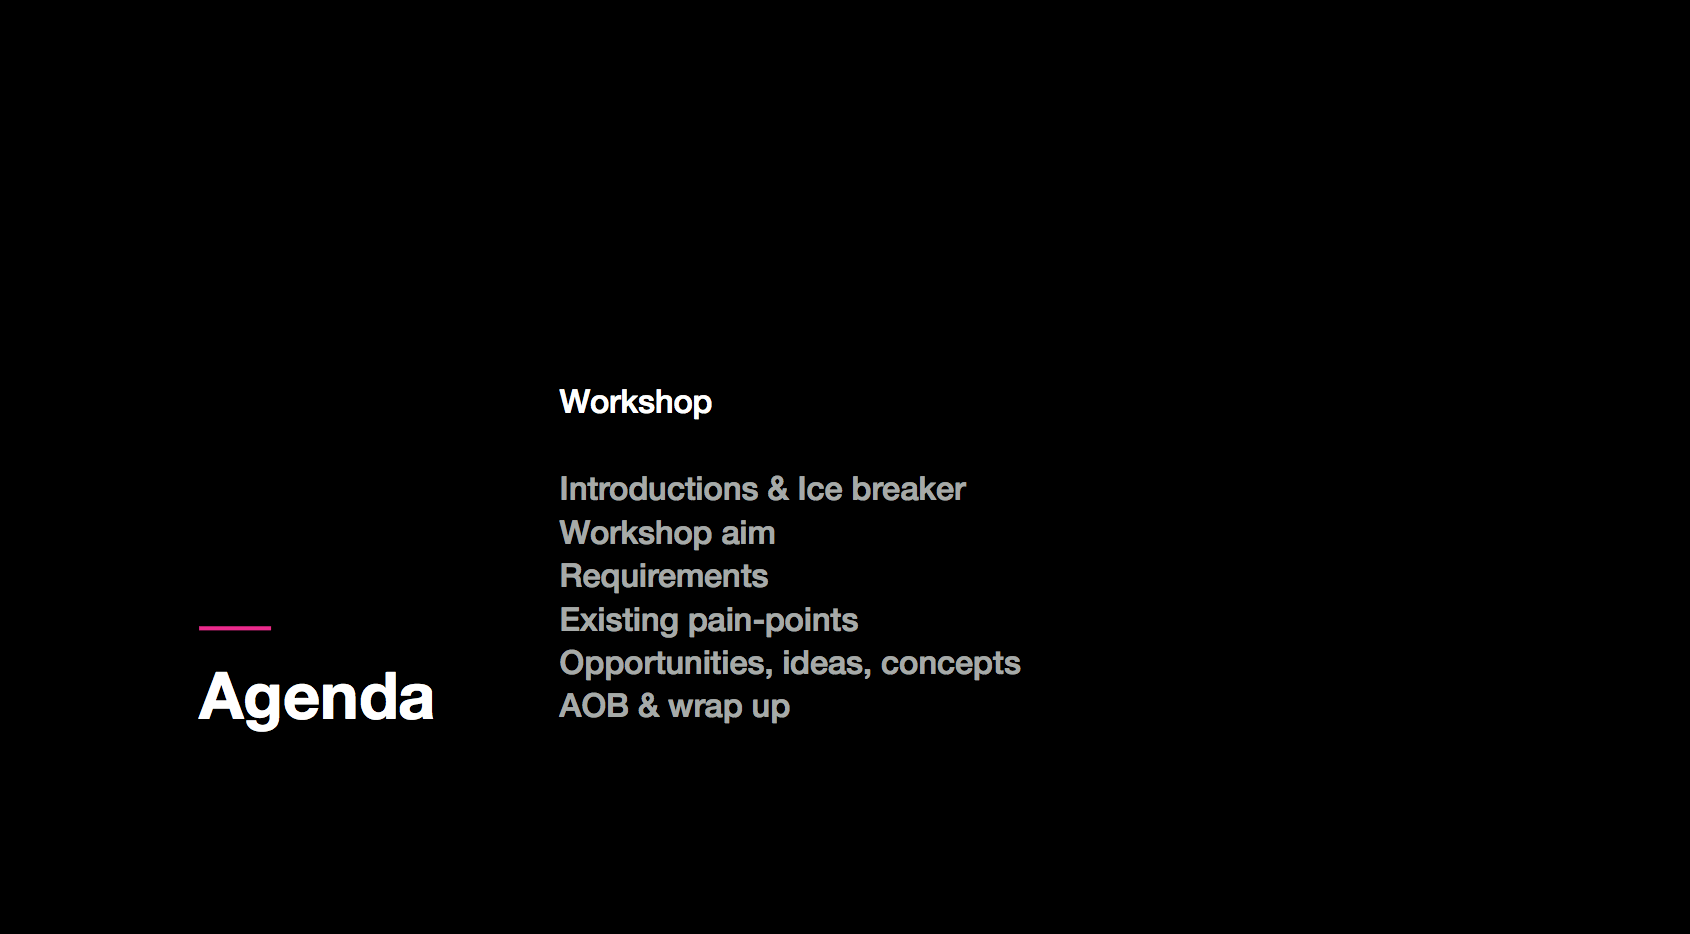 Agenda
Workshop
Introductions & Ice breaker
Workshop aim
Requirements
Existing pain-points
Opportunities, ideas, concepts
AOB & wrap up